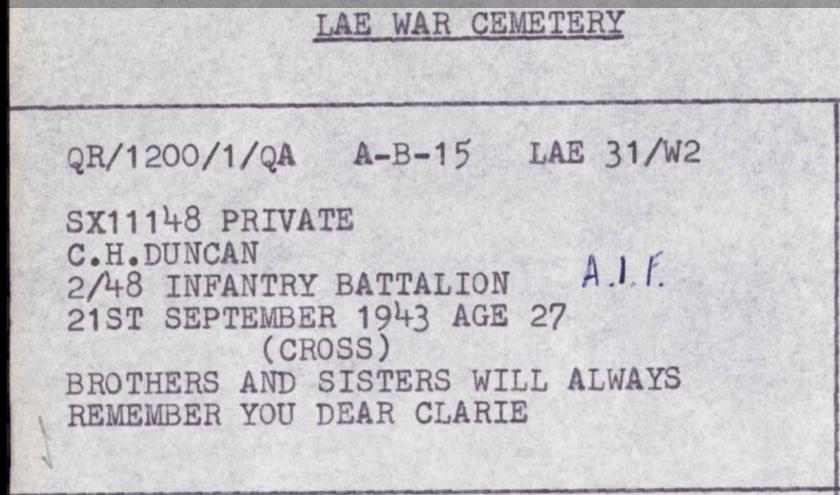 LAE WAR CEMETERY
QR/1200/1/QA A-B-15 LAE 31/W2
SX11148 PRIVATE
C.H.DUNCAN
2/48 INFANTRY BATTALION A.I.F.
21ST SEPTEMBER 1943 AGE 27
(CROSS)
BROTHERS AND SISTERS WILL ALWAYS
REMEMBER YOU DEAR CLARIE